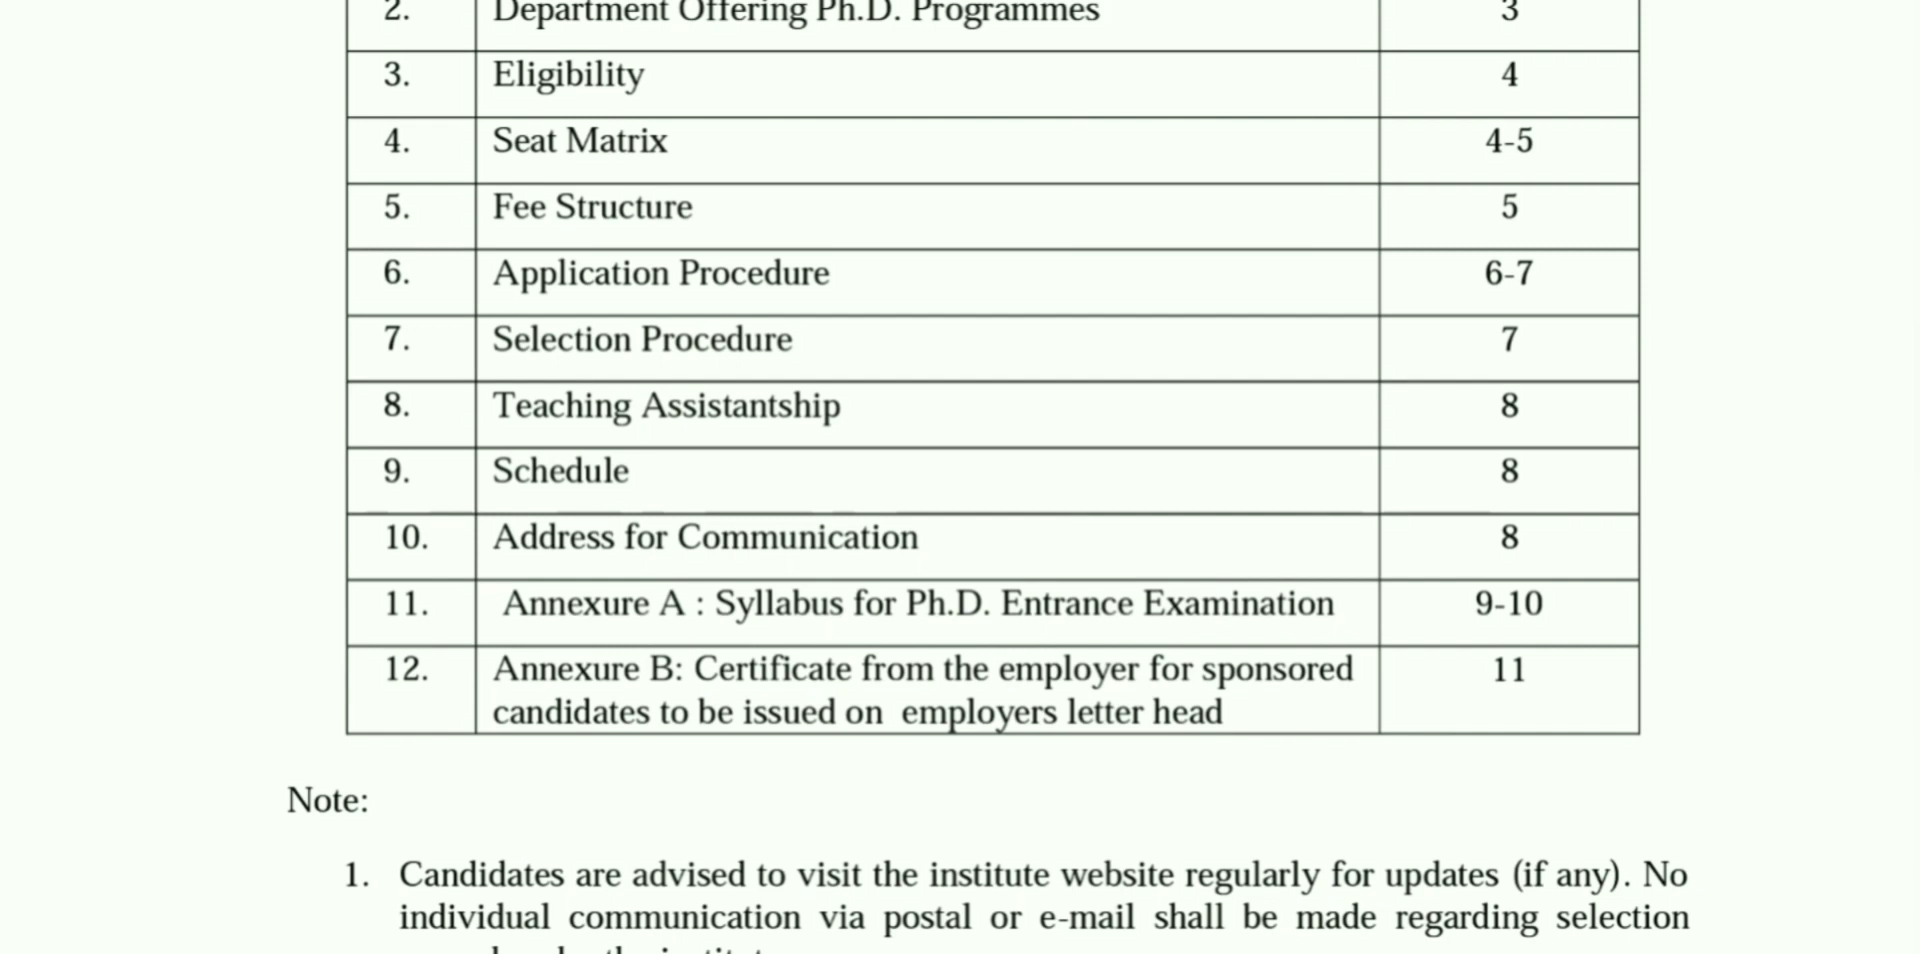 2. Department Offering Ph.D. Programmes 3
3. Eligibility 4
4. Seat Matrix 4-5
5. Fee Structure 5
6. Application Procedure 6-7
7. Selection Procedure 7
8. Teaching Assistantship 8
9. Schedule 8
10. Address for Communication 8
11. Annexure A : Syllabus for Ph.D. Entrance Examination 9-10
12. Annexure B: Certificate from the employer for sponsored 11
candidates to be issued on employers letter head
Note:
1. Candidates are advised to visit the institute website regularly for updates (if any). No
individual communication via postal or e-mail shall be made regarding selection